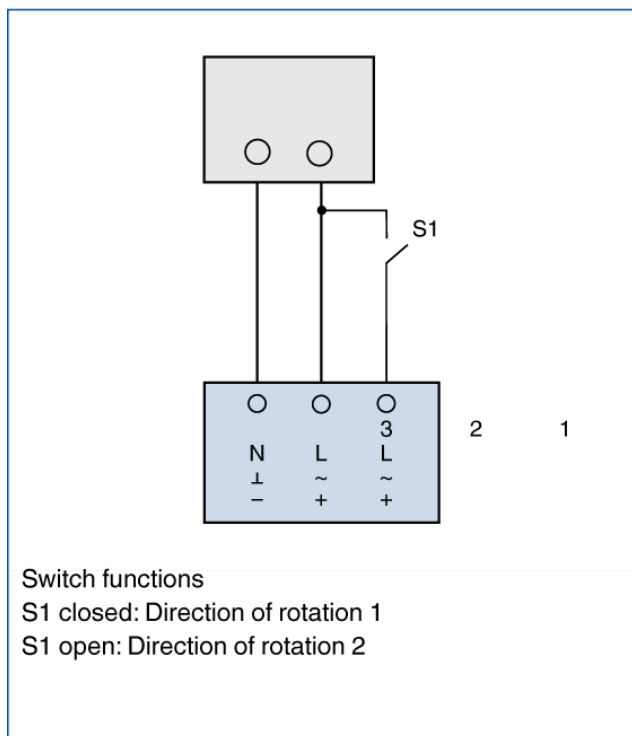 S1
3 2 1
N L L
⊥ ~ ~
− + +
Switch functions
S1 closed: Direction of rotation 1
S1 open: Direction of rotation 2